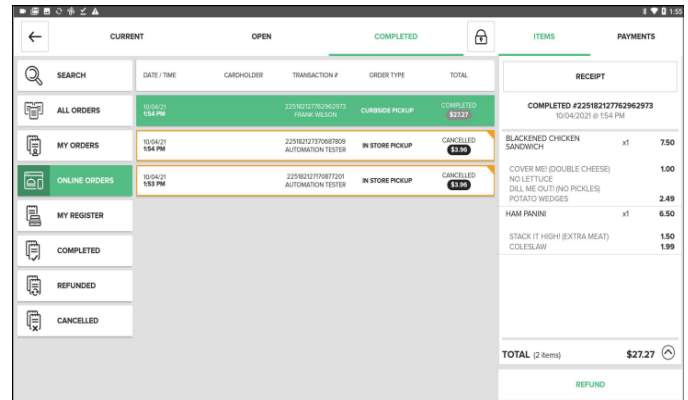 1:55
CURRENT
OPEN
COMPLETED
ITEMS
PAYMENTS
SEARCH
ALL ORDERS
MY ORDERS
ONLINE ORDERS
MY REGISTER
COMPLETED
REFUNDED
CANCELLED
DATE / TIME CARDHOLDER TRANSACTION # ORDER TYPE TOTAL
10/04/21 225182127762962973 CURBSIDE PICKUP COMPLETED
1:54 PM FRANK WILSON $27.27
10/04/21 225182127370687809 IN STORE PICKUP CANCELLED
1:54 PM AUTOMATION TESTER $3.96
10/04/21 225182127170877201 IN STORE PICKUP CANCELLED
1:53 PM AUTOMATION TESTER $3.96
RECEIPT
COMPLETED #225182127762962973
10/04/2021 @ 1:54 PM
BLACKENED CHICKEN x1 7.50
SANDWICH
COVER ME! (DOUBLE CHEESE) 1.00
NO LETTUCE
DILL ME OUT! (NO PICKLES)
POTATO WEDGES 2.49
HAM PANINI x1 6.50
STACK IT HIGH! (EXTRA MEAT) 1.50
COLESLAW 1.99
TOTAL (2 items) $27.27
REFUND